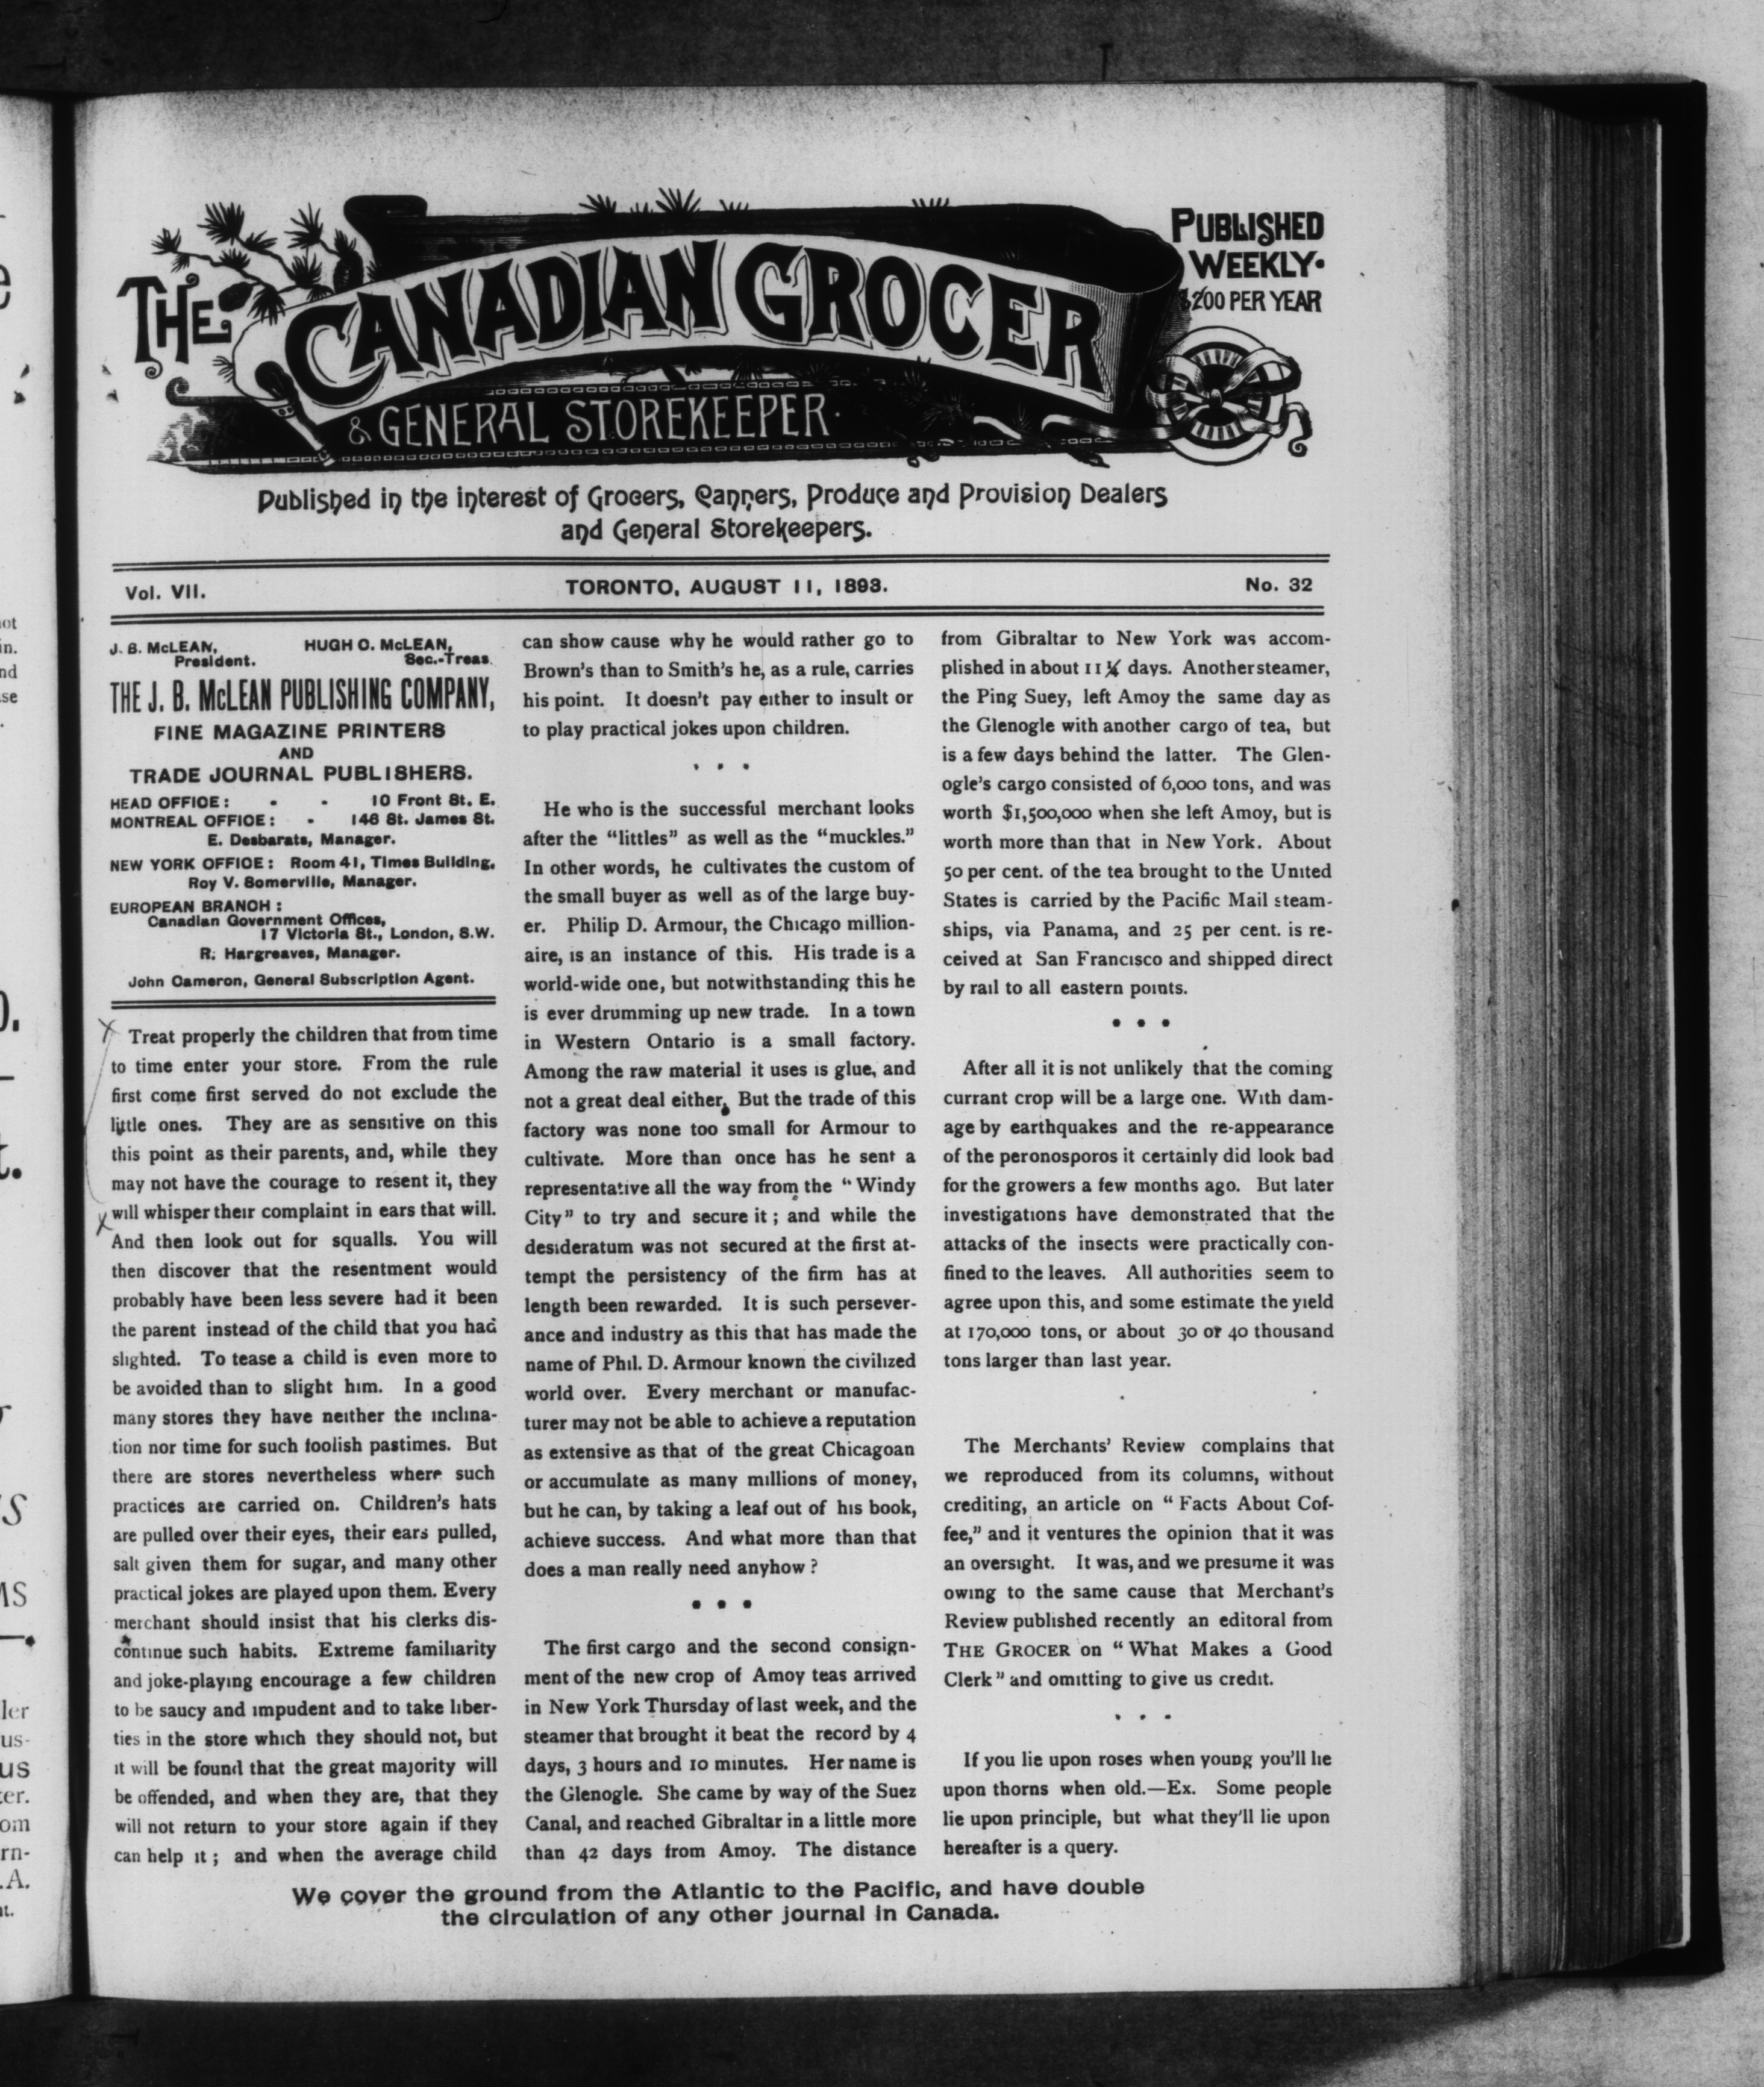 THE CANADIAN GROCER
& GENERAL STOREKEEPER.
PUBLISHED
WEEKLY.
$2.00 PER YEAR
Published in the interest of Grocers, Canners, Produce and Provision Dealers
and General Storekeepers.
Vol. VII. TORONTO, AUGUST 11, 1893. No. 32
J. B. McLEAN, HUGH C. McLEAN,
President. Sec.-Treas.
THE J. B. McLEAN PUBLISHING COMPANY,
FINE MAGAZINE PRINTERS
AND
TRADE JOURNAL PUBLISHERS.
HEAD OFFICE: - - 10 Front St. E.
MONTREAL OFFICE: - 146 St. James St.
E. Desbarats, Manager.
NEW YORK OFFICE: Room 41, Times Building,
Roy V. Somerville, Manager.
EUROPEAN BRANCH:
Canadian Government Offices,
17 Victoria St., London, S.W.
R. Hargreaves, Manager.
John Cameron, General Subscription Agent.
Treat properly the children that from time
to time enter your store. From the rule
first come first served do not exclude the
little ones. They are as sensitive on this
this point as their parents, and, while they
may not have the courage to resent it, they
will whisper their complaint in ears that will.
And then look out for squalls. You will
then discover that the resentment would
probably have been less severe had it been
the parent instead of the child that you had
slighted. To tease a child is even more to
be avoided than to slight him. In a good
many stores they have neither the inclina-
tion nor time for such foolish pastimes. But
there are stores nevertheless where such
practices are carried on. Children's hats
are pulled over their eyes, their ears pulled,
salt given them for sugar, and many other
practical jokes are played upon them. Every
merchant should insist that his clerks dis-
continue such habits. Extreme familiarity
and joke-playing encourage a few children
to be saucy and impudent and to take liber-
ties in the store which they should not, but
it will be found that the great majority will
be offended, and when they are, that they
will not return to your store again if they
can help it; and when the average child
can show cause why he would rather go to
Brown's than to Smith's he, as a rule, carries
his point. It doesn't pay either to insult or
to play practical jokes upon children.
He who is the successful merchant looks
after the "littles" as well as the "muckles."
In other words, he cultivates the custom of
the small buyer as well as of the large buy-
er. Philip D. Armour, the Chicago million-
aire, is an instance of this. His trade is a
world-wide one, but notwithstanding this he
is ever drumming up new trade. In a town
in Western Ontario is a small factory.
Among the raw material it uses is glue, and
not a great deal either. But the trade of this
factory was none too small for Armour to
cultivate. More than once has he sent a
representative all the way from the "Windy
City" to try and secure it; and while the
desideratum was not secured at the first at-
tempt the persistency of the firm has at
length been rewarded. It is such persever-
ance and industry as this that has made the
name of Phil. D. Armour known the civilized
world over. Every merchant or manufac-
turer may not be able to achieve a reputation
as extensive as that of the great Chicagoan
or accumulate as many millions of money,
but he can, by taking a leaf out of his book,
achieve success. And what more than that
does a man really need anyhow?
The first cargo and the second consign-
ment of the new crop of Amoy teas arrived
in New York Thursday of last week, and the
steamer that brought it beat the record by 4
days, 3 hours and 10 minutes. Her name is
the Glenogle. She came by way of the Suez
Canal, and reached Gibraltar in a little more
than 42 days from Amoy. The distance
from Gibraltar to New York was accom-
plished in about 11¼ days. Another steamer,
the Ping Suey, left Amoy the same day as
the Glenogle with another cargo of tea, but
is a few days behind the latter. The Glen-
ogle's cargo consisted of 6,000 tons, and was
worth $1,500,000 when she left Amoy, but is
worth more than that in New York. About
50 per cent. of the tea brought to the United
States is carried by the Pacific Mail steam-
ships, via Panama, and 25 per cent. is re-
ceived at San Francisco and shipped direct
by rail to all eastern points.
After all it is not unlikely that the coming
currant crop will be a large one. With dam-
age by earthquakes and the re-appearance
of the peronosporos it certainly did look bad
for the growers a few months ago. But later
investigations have demonstrated that the
attacks of the insects were practically con-
fined to the leaves. All authorities seem to
agree upon this, and some estimate the yield
at 170,000 tons, or about 30 or 40 thousand
tons larger than last year.
The Merchants' Review complains that
we reproduced from its columns, without
crediting, an article on "Facts About Cof-
fee," and it ventures the opinion that it was
an oversight. It was, and we presume it was
owing to the same cause that Merchant's
Review published recently an editoral from
THE GROCER on "What Makes a Good
Clerk" and omitting to give us credit.
If you lie upon roses when young you'll lie
upon thorns when old.—Ex. Some people
lie upon principle, but what they'll lie upon
hereafter is a query.
We cover the ground from the Atlantic to the Pacific, and have double
the circulation of any other journal in Canada.